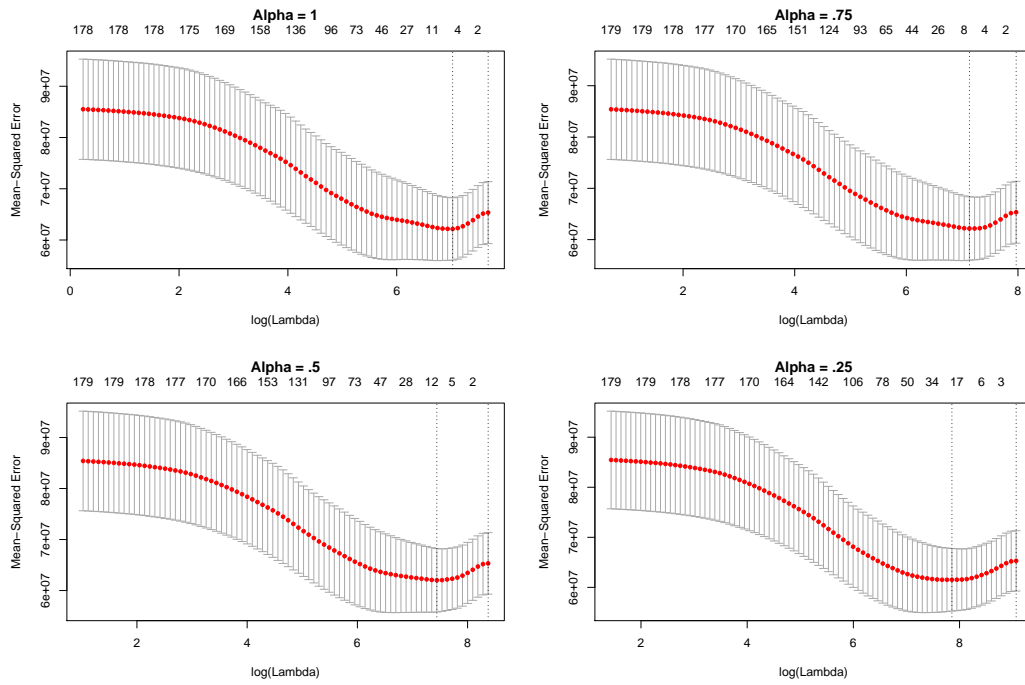 Alpha = 1
178 178 178 175 169 158 136 96 73 46 27 11 4 2
Mean−Squared Error
6e+07 7e+07 8e+07 9e+07
0 2 4 6
log(Lambda)
Alpha = .75
179 179 178 177 170 165 151 124 93 65 44 26 8 4 2
Mean−Squared Error
6e+07 7e+07 8e+07 9e+07
2 4 6 8
log(Lambda)
Alpha = .5
179 179 178 177 170 166 153 131 97 73 47 28 12 5 2
Mean−Squared Error
6e+07 7e+07 8e+07 9e+07
2 4 6 8
log(Lambda)
Alpha = .25
179 179 178 177 170 164 142 106 78 50 34 17 6 3
Mean−Squared Error
6e+07 7e+07 8e+07 9e+07
2 4 6 8
log(Lambda)